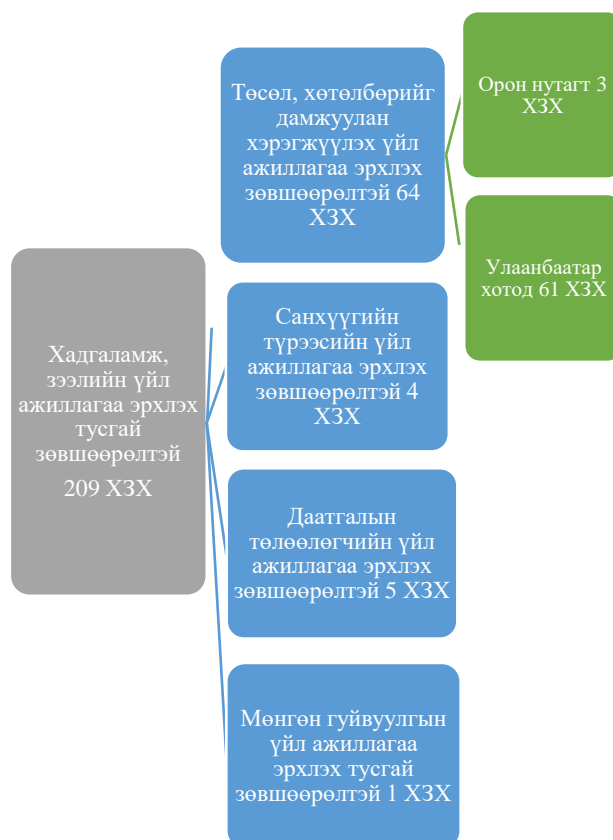 Хадгаламж,
зээлийн үйл
ажиллагаа эрхлэх
тусгай
зөвшөөрөлтэй
209 ХЗХ
Төсөл, хөтөлбөрийг
дамжуулан
хэрэгжүүлэх үйл
ажиллагаа эрхлэх
зөвшөөрөлтэй 64
ХЗХ
Орон нутагт 3
ХЗХ
Улаанбаатар
хотод 61 ХЗХ
Санхүүгийн
түрээсийн үйл
ажиллагаа эрхлэх
зөвшөөрөлтэй 4
ХЗХ
Даатгалын
төлөөлөгчийн үйл
ажиллагаа эрхлэх
зөвшөөрөлтэй 5 ХЗХ
Мөнгөн гуйвуулгын
үйл ажиллагаа
эрхлэх тусгай
зөвшөөрөлтэй 1 ХЗХ